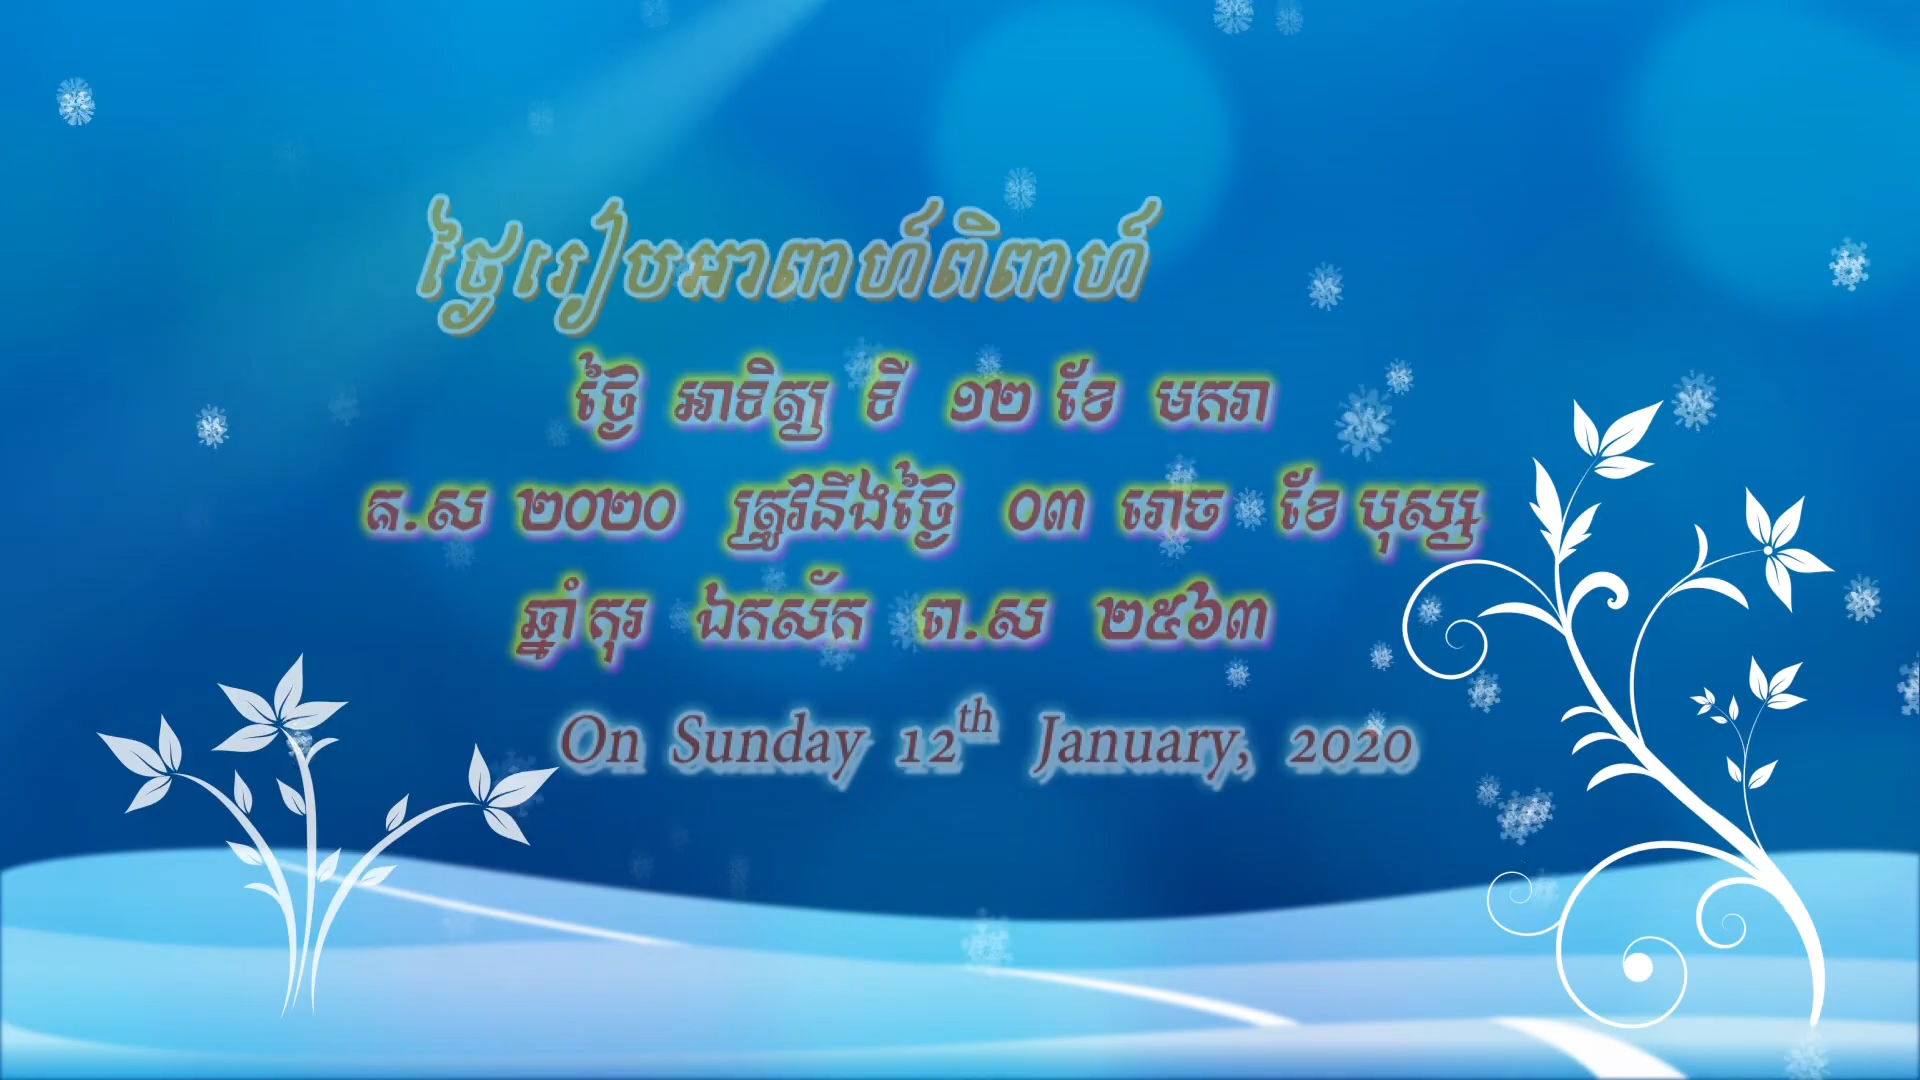 ថ្ងៃរៀបអាពាហ៍ពិពាហ៍
ថ្ងៃ អាទិត្យ ទី ១២ ខែ មករា
គ.ស ២០២០ ត្រូវនឹងថ្ងៃ ០៣ រោច ខែ បុស្ស
ឆ្នាំកុរ ឯកស័ក ព.ស ២៥៦៣
On Sunday 12th January, 2020